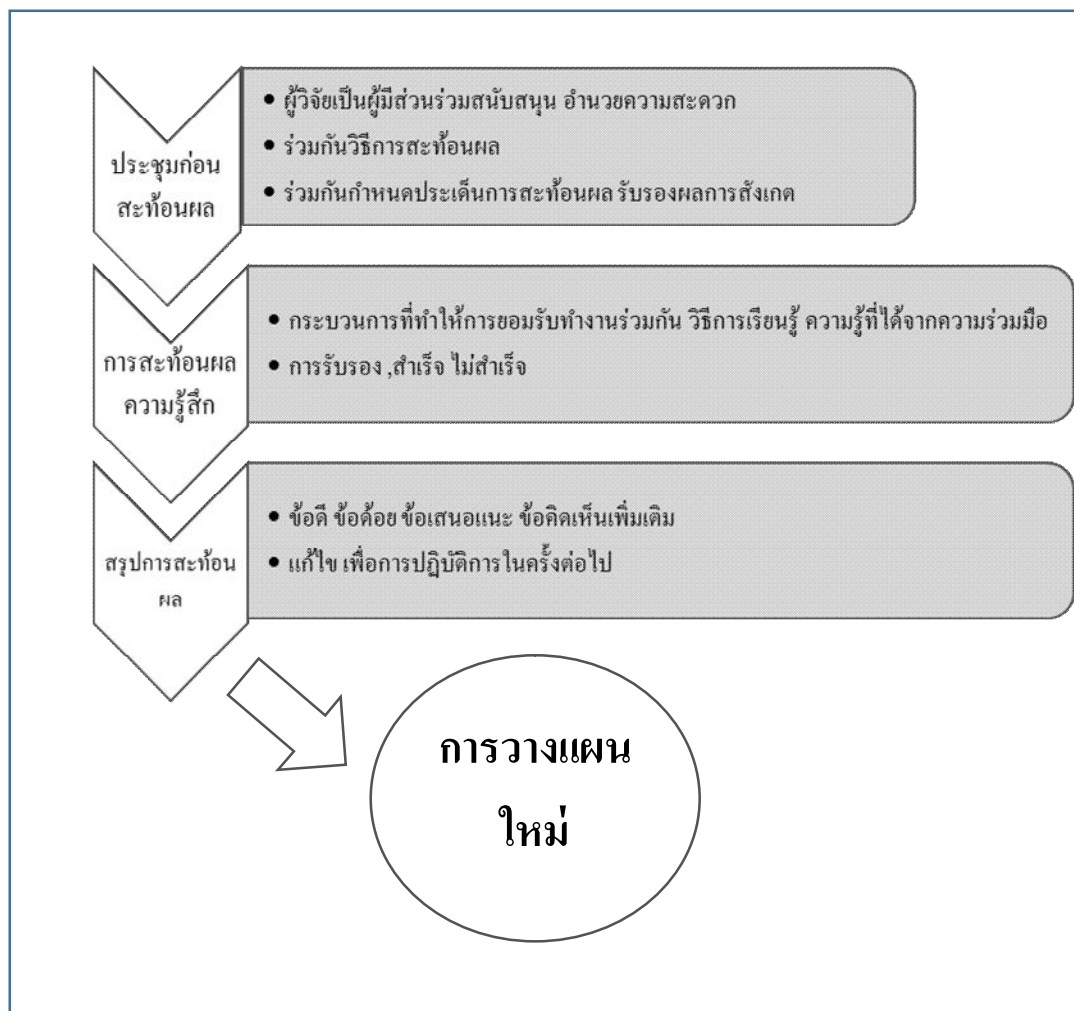 ประชุมก่อน
สะท้อนผล
• ผู้วิจัยเป็นผู้มีส่วนร่วมสนับสนุน อำนวยความสะดวก
• ร่วมกันวิธีการสะท้อนผล
• ร่วมกันกำหนดประเด็นการสะท้อนผล รับรองผลการสังเกต
การสะท้อนผล
ความรู้สึก
• กระบวนการที่ทำให้การยอมรับทำงานร่วมกัน วิธีการเรียนรู้ ความรู้ที่ได้จากความร่วมมือ
• การรับรอง ,สำเร็จ ไม่สำเร็จ
สรุปการสะท้อน
ผล
• ข้อดี ข้อด้อย ข้อเสนอแนะ ข้อคิดเห็นเพิ่มเติม
• แก้ไข เพื่อการปฏิบัติการในครั้งต่อไป
การวางแผน
ใหม่